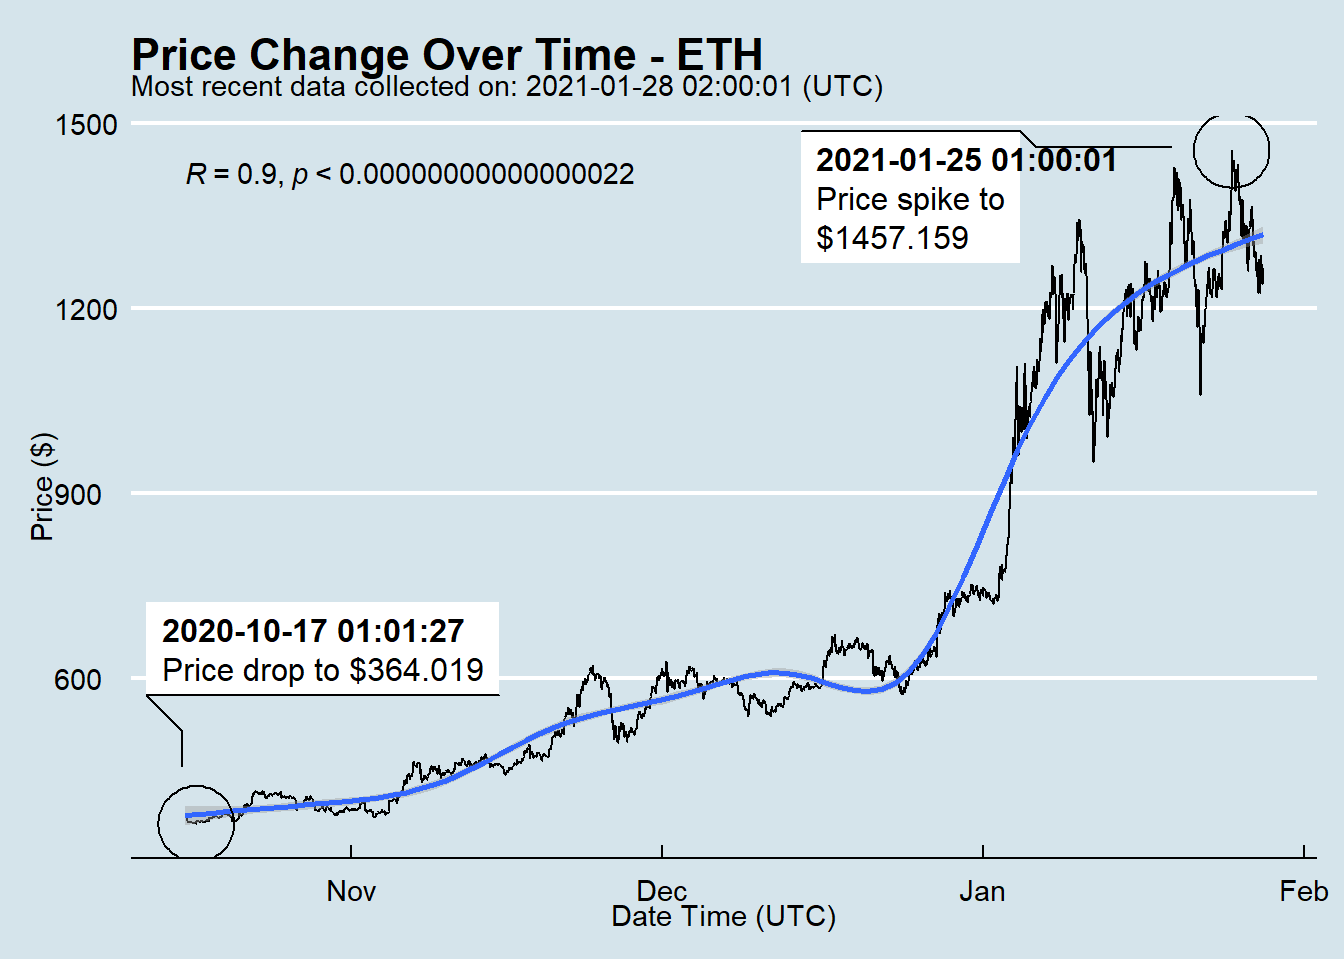 Price Change Over Time - ETH
Most recent data collected on: 2021-01-28 02:00:01 (UTC)
1500
R = 0.9, p < 0.00000000000000022
2021-01-25 01:00:01
Price spike to
$1457.159
1200
Price ($)
900
2020-10-17 01:01:27
Price drop to $364.019
600
Nov
Dec
Jan
Feb
Date Time (UTC)